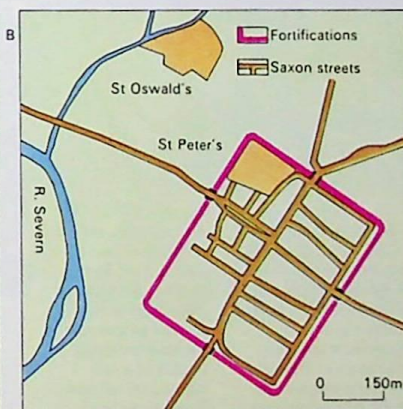 B
Fortifications
Saxon streets
St Oswald's
St Peter's
R. Severn
0 150m